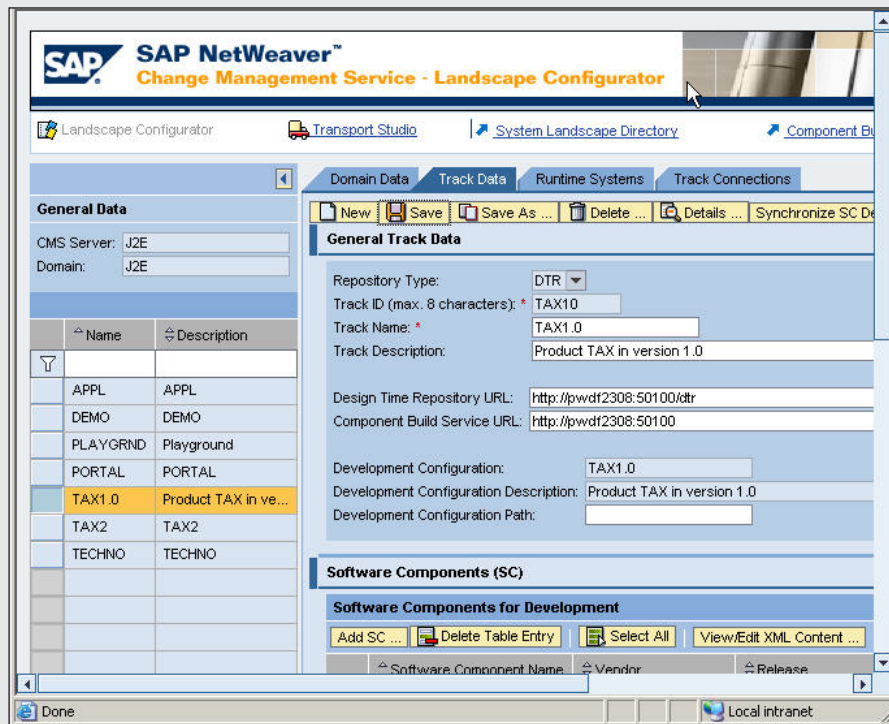 SAP
SAP NetWeaver™
Change Management Service - Landscape Configurator
Landscape Configurator Transport Studio System Landscape Directory Component Bu
Domain Data Track Data Runtime Systems Track Connections
General Data
New Save Save As ... Delete ... Details ... Synchronize SC De
CMS Server: J2E
Domain: J2E
General Track Data
Repository Type: DTR
Track ID (max. 8 characters): * TAX10
Track Name: * TAX1.0
Track Description: Product TAX in version 1.0
Design Time Repository URL: http://pwdf2308:50100/dtr
Component Build Service URL: http://pwdf2308:50100
Development Configuration: TAX1.0
Development Configuration Description: Product TAX in version 1.0
Development Configuration Path:
Name Description
APPL APPL
DEMO DEMO
PLAYGRND Playground
PORTAL PORTAL
TAX1.0 Product TAX in ve...
TAX2 TAX2
TECHNO TECHNO
Software Components (SC)
Software Components for Development
Add SC ... Delete Table Entry Select All View/Edit XML Content ...
Software Component Name Vendor Release
Done Local intranet